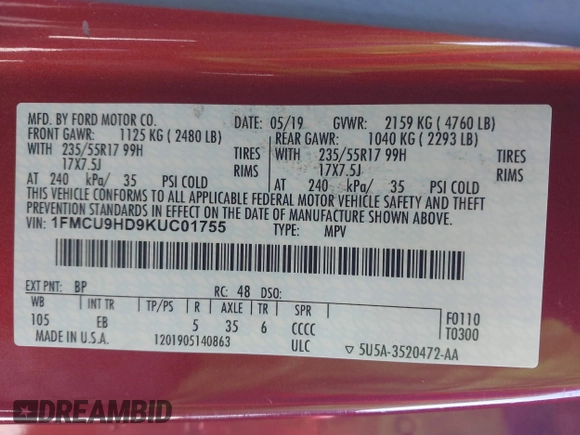 MFD. BY FORD MOTOR CO. DATE: 05/19 GVWR: 2159 KG ( 4760 LB)
FRONT GAWR: 1125 KG ( 2480 LB) REAR GAWR: 1040 KG ( 2293 LB)
WITH 235/55R17 99H TIRES WITH 235/55R17 99H TIRES
17X7.5J RIMS 17X7.5J RIMS
AT 240 kPa/ 35 PSI COLD AT 240 kPa/ 35 PSI COLD
THIS VEHICLE CONFORMS TO ALL APPLICABLE FEDERAL MOTOR VEHICLE SAFETY AND THEFT
PREVENTION STANDARDS IN EFFECT ON THE DATE OF MANUFACTURE SHOWN ABOVE.
VIN: 1FMCU9HD9KUC01755 TYPE: MPV
EXT PNT: BP RC: 48 DSO:
WB INT TR TP/PS R AXLE TR SPR F0110
105 EB 5 35 6 CCCC T0300
MADE IN U.S.A. 1201905140863 ULC ▽ 5U5A-3520472-AA
DREAMBID